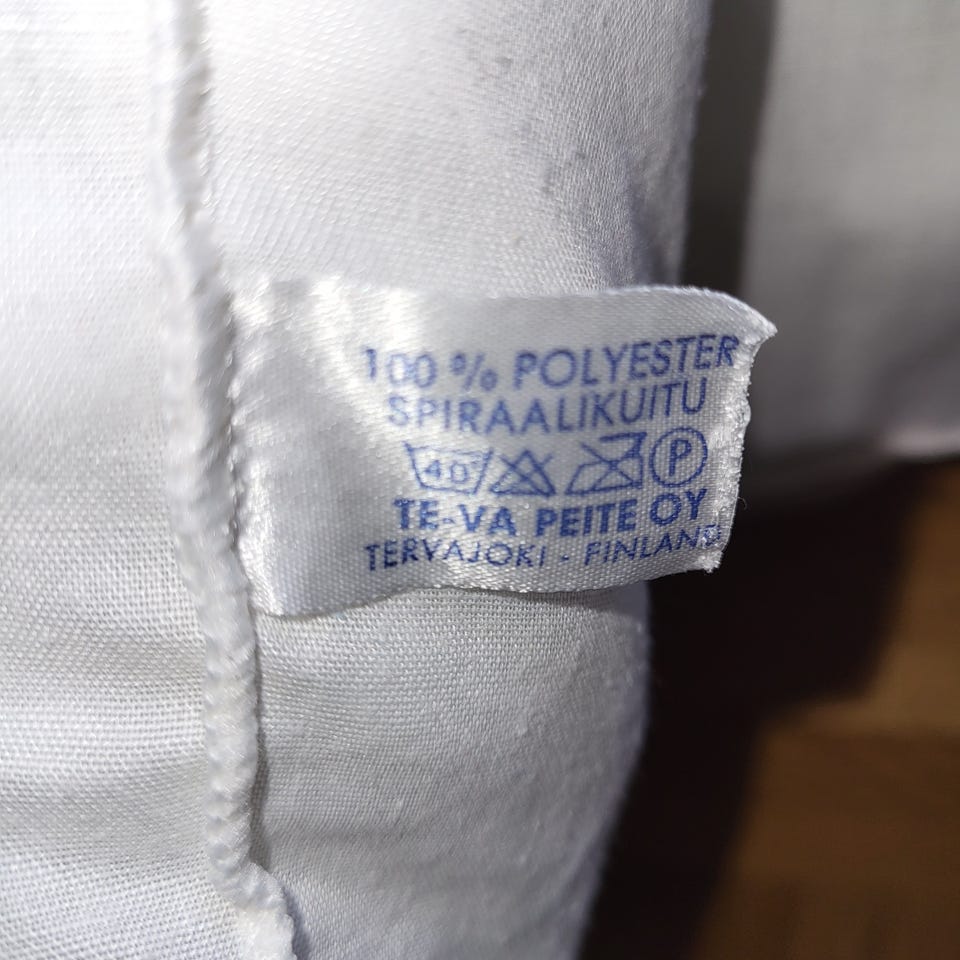 100 % POLYESTER
SPIRAALIKUITU
40° P
TE-VA PEITE OY
TERVAJOKI - FINLAND